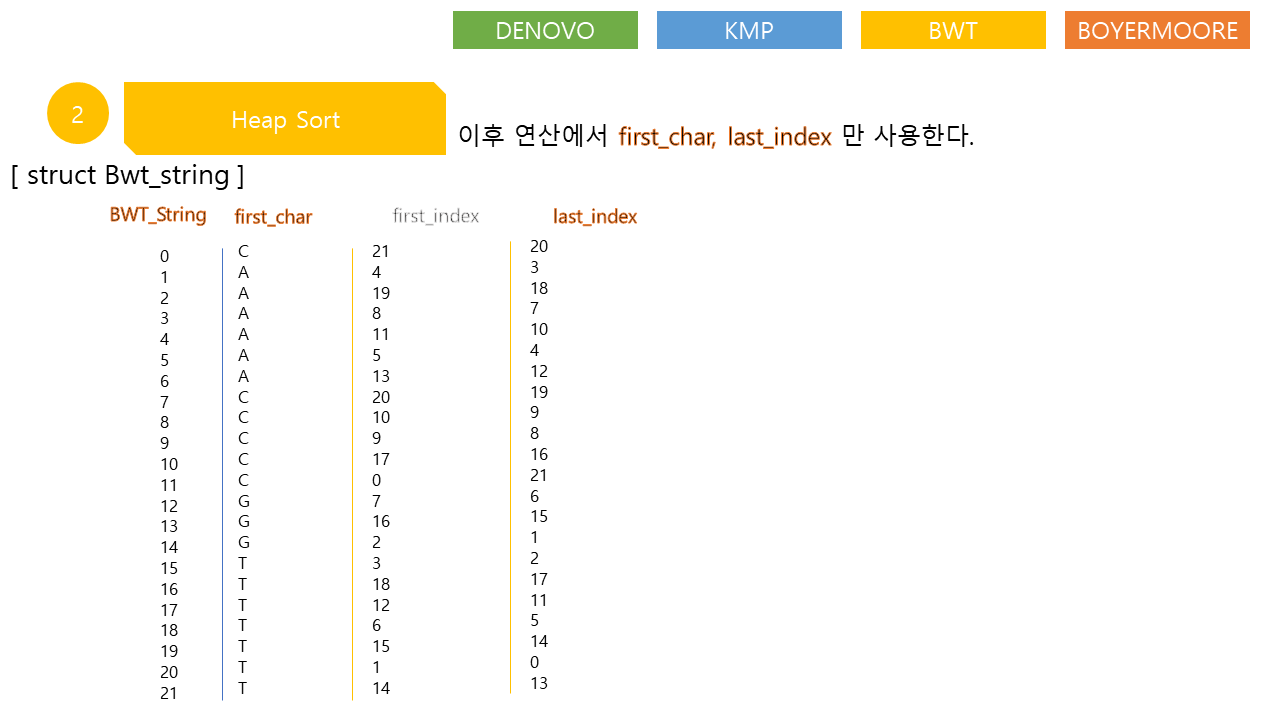 DENOVO KMP BWT BOYERMOORE
2 Heap Sort 이후 연산에서 first_char, last_index 만 사용한다.
[ struct Bwt_string ]
BWT_String first_char first_index last_index
0 C 21 20
1 A 4 3
2 A 19 18
3 A 8 7
4 A 11 10
5 A 5 4
6 A 13 12
7 C 20 19
8 C 10 9
9 C 9 8
10 C 17 16
11 C 0 21
12 G 7 6
13 G 16 15
14 G 2 1
15 T 3 2
16 T 18 17
17 T 12 11
18 T 6 5
19 T 15 14
20 T 1 0
21 T 14 13